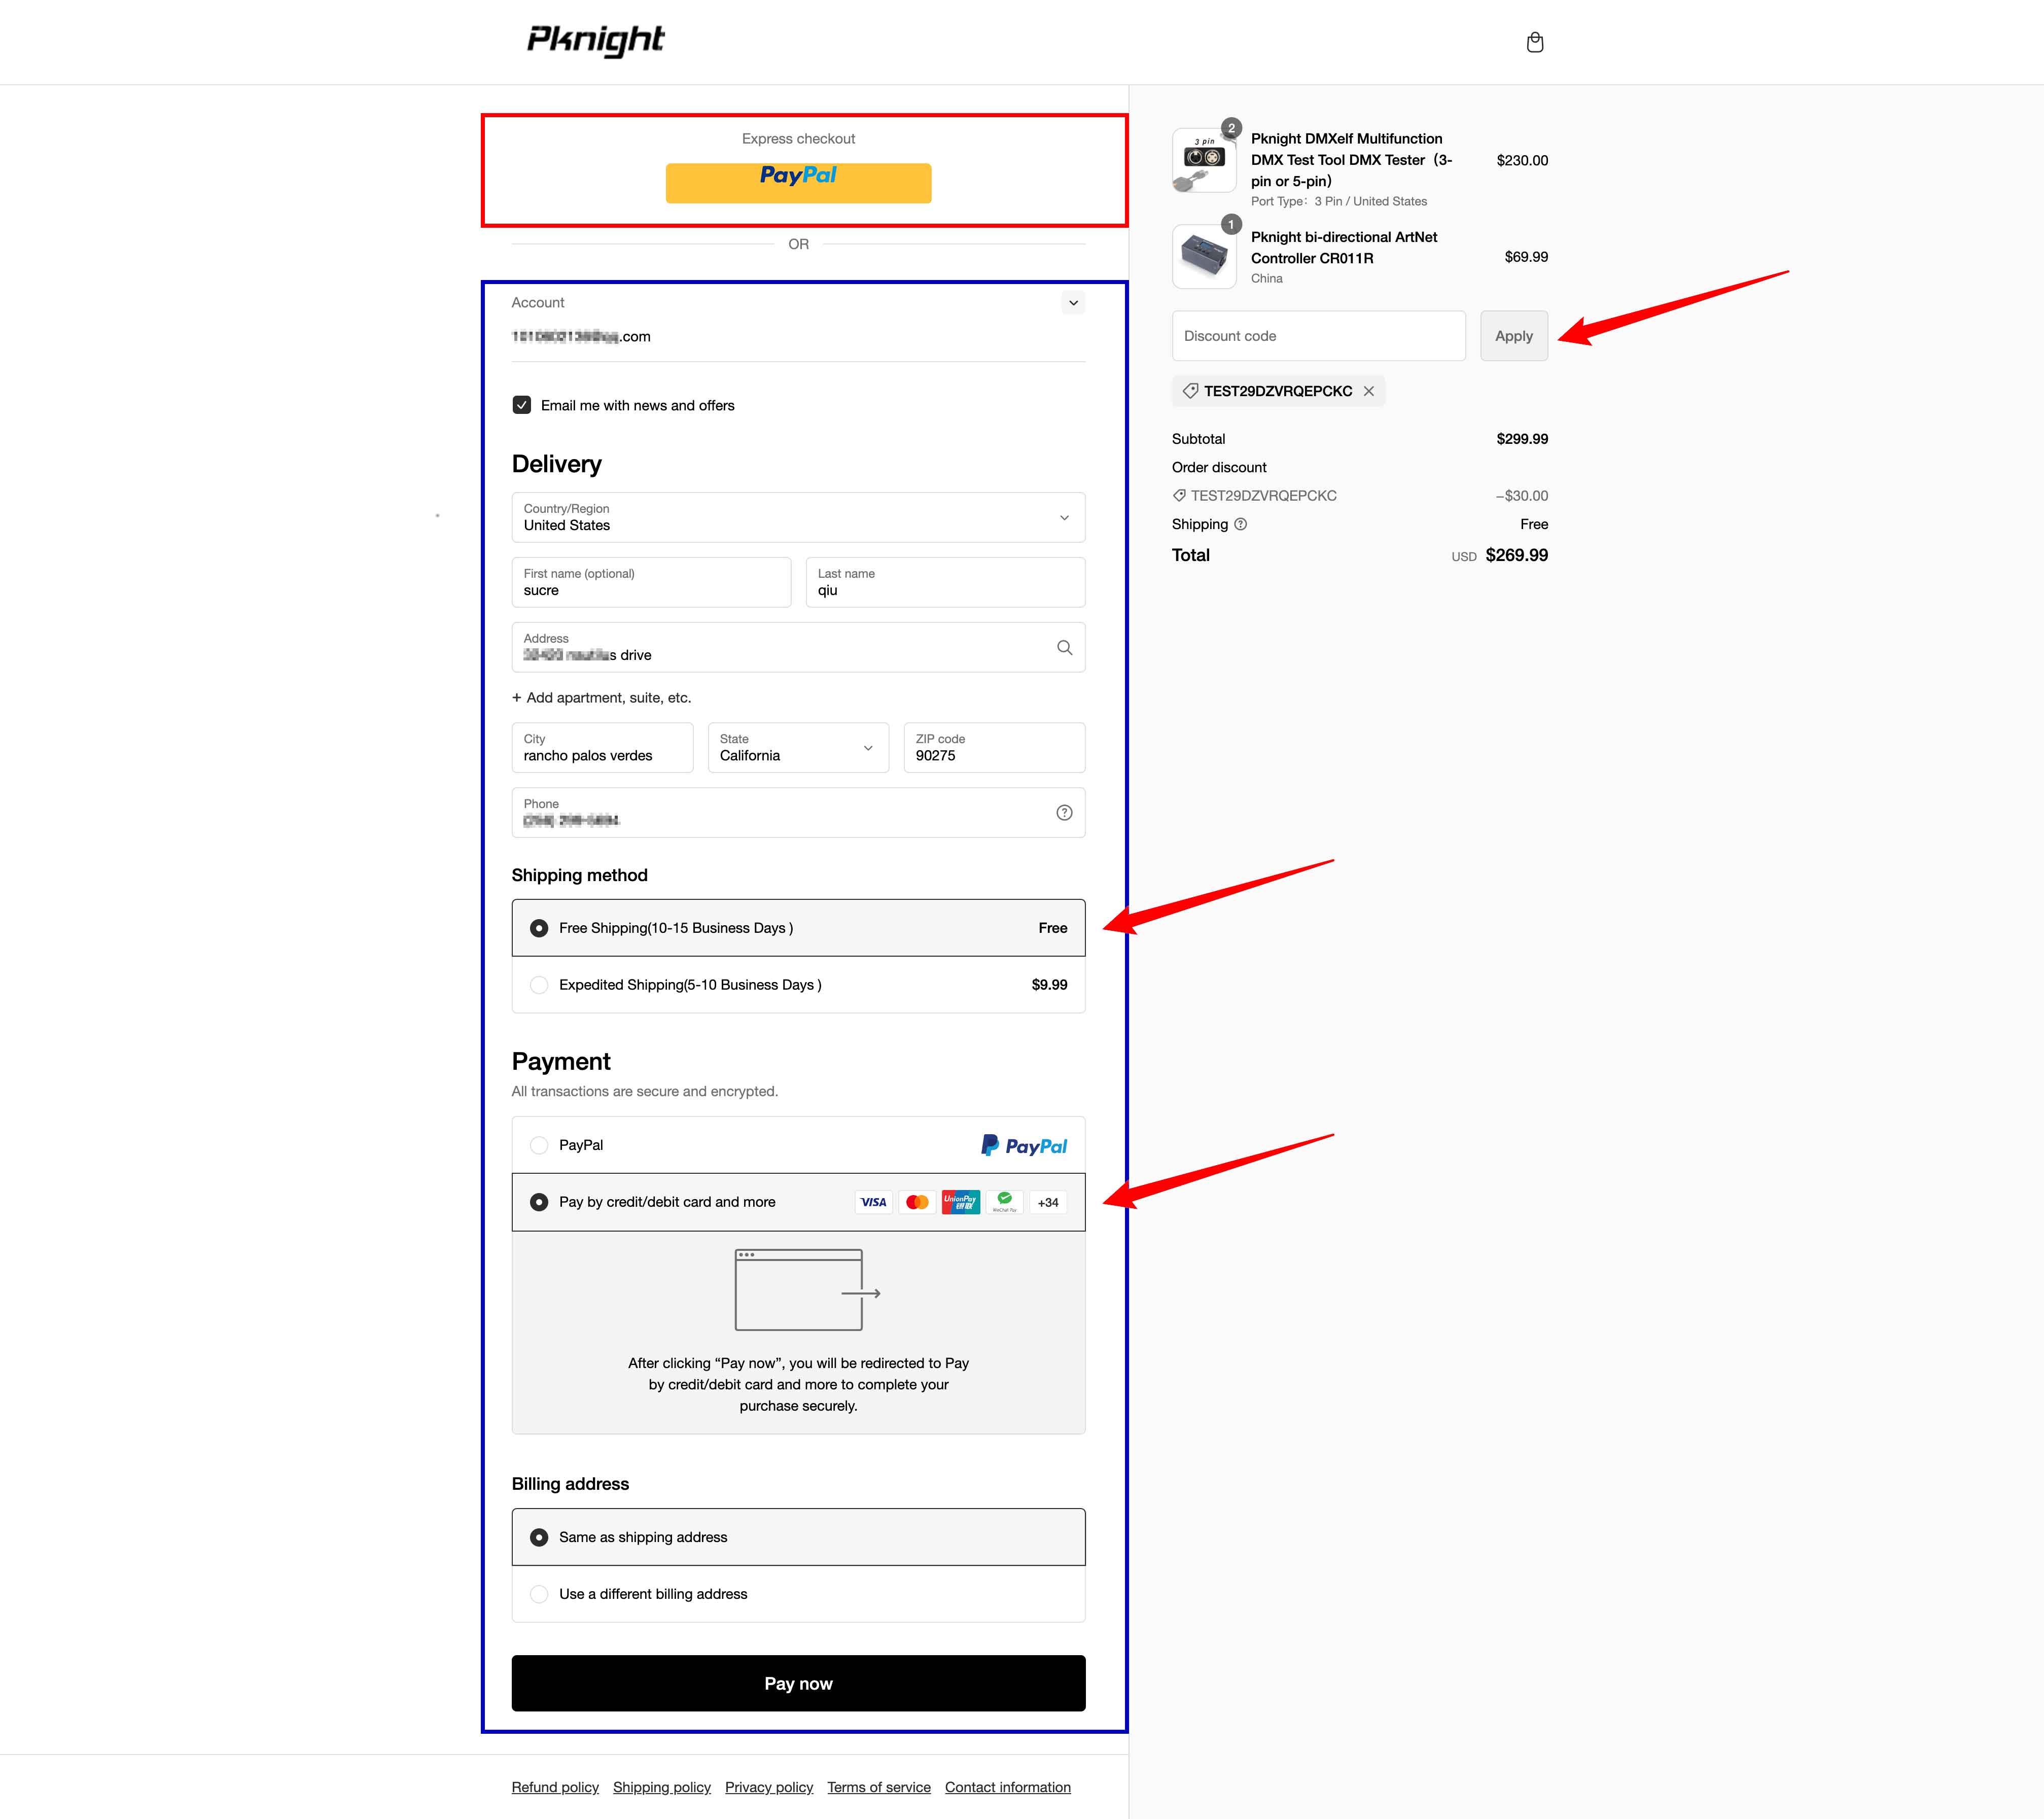 Pknight
Express checkout
PayPal
OR
Account
.com
Email me with news and offers
Delivery
Country/Region
United States
First name (optional)
sucre
Last name
qiu
Address
s drive
+ Add apartment, suite, etc.
City
rancho palos verdes
State
California
ZIP code
90275
Phone
Shipping method
Free Shipping(10-15 Business Days ) Free
Expedited Shipping(5-10 Business Days ) $9.99
Payment
All transactions are secure and encrypted.
PayPal PayPal
Pay by credit/debit card and more VISA UnionPay 银联 WeChat Pay +34
After clicking “Pay now”, you will be redirected to Pay
by credit/debit card and more to complete your
purchase securely.
Billing address
Same as shipping address
Use a different billing address
Pay now
Refund policy Shipping policy Privacy policy Terms of service Contact information
3 pin
2
Pknight DMXelf Multifunction
DMX Test Tool DMX Tester（3-
pin or 5-pin）
Port Type：3 Pin / United States
$230.00
1
Pknight bi-directional ArtNet
Controller CR011R
China
$69.99
Discount code
Apply
TEST29DZVRQEPCKC
Subtotal $299.99
Order discount
TEST29DZVRQEPCKC −$30.00
Shipping Free
Total USD $269.99